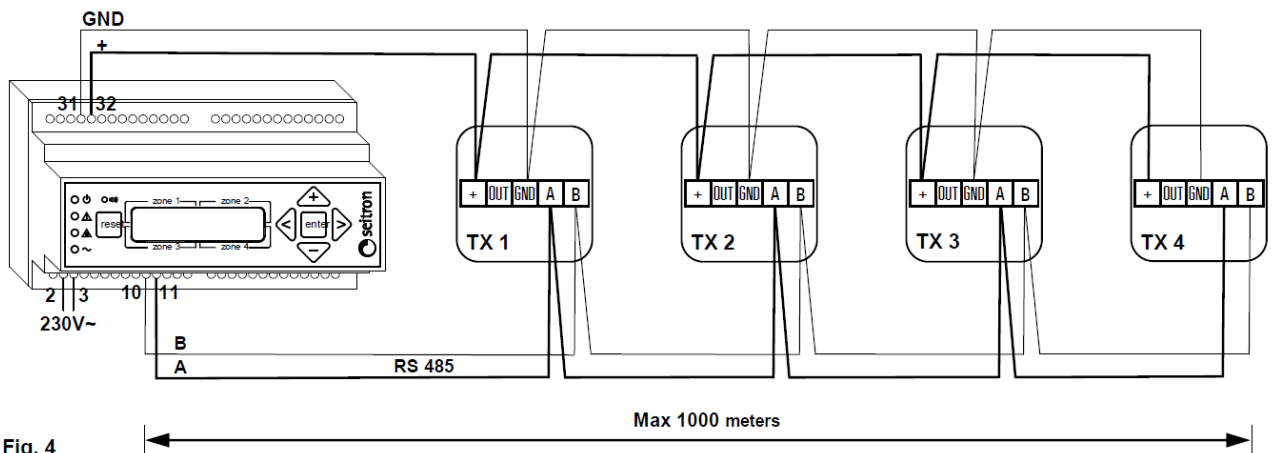 GND
+
31 32
zone 1 zone 2
reset
+
< enter >
−
zone 3 zone 4
seitron
2 3 10 11
230V~
B
A RS 485
+ OUT GND A B
TX 1
+ OUT GND A B
TX 2
+ OUT GND A B
TX 3
+ OUT GND A B
TX 4
Max 1000 meters
Fig. 4